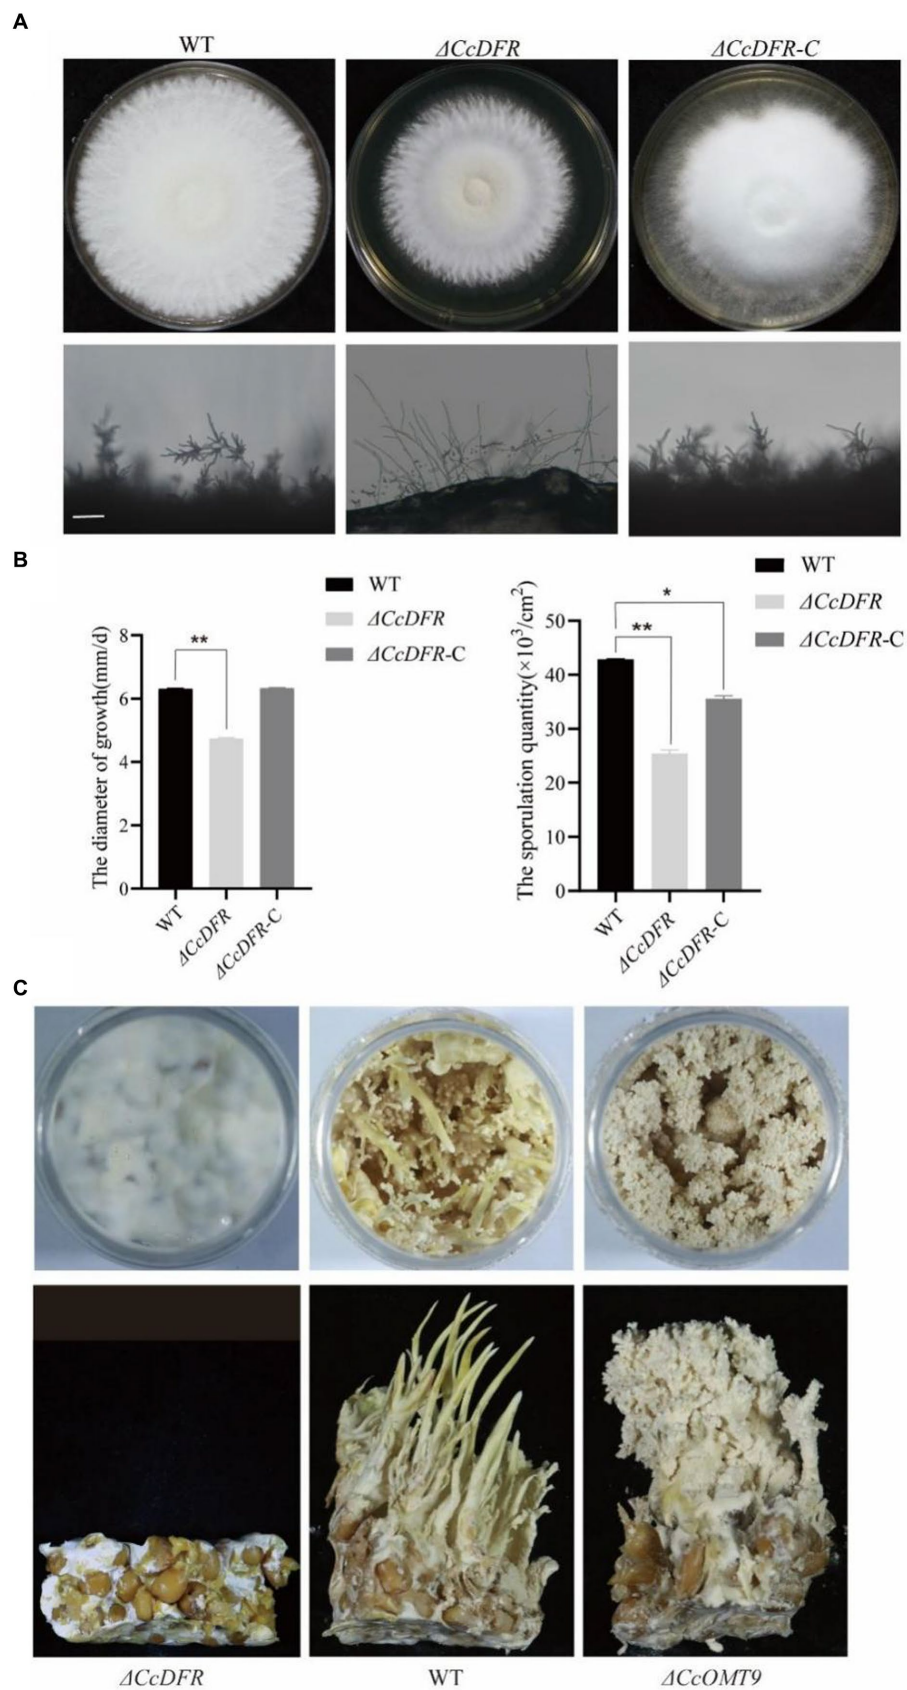 A
WT ΔCcDFR ΔCcDFR-C
B
WT
ΔCcDFR
ΔCcDFR-C
The diameter of growth(mm/d)
8
6
4
2
0
**
WT ΔCcDFR ΔCcDFR-C
WT
ΔCcDFR
ΔCcDFR-C
The sporulation quantity(×10³/cm²)
50
40
30
20
10
0
*
**
WT ΔCcDFR ΔCcDFR-C
C
ΔCcDFR WT ΔCcOMT9